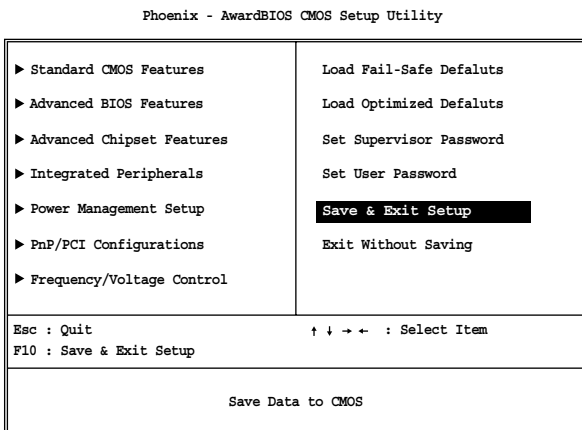 Phoenix - AwardBIOS CMOS Setup Utility
▶ Standard CMOS Features
▶ Advanced BIOS Features
▶ Advanced Chipset Features
▶ Integrated Peripherals
▶ Power Management Setup
▶ PnP/PCI Configurations
▶ Frequency/Voltage Control
Load Fail-Safe Defaluts
Load Optimized Defaluts
Set Supervisor Password
Set User Password
Save & Exit Setup
Exit Without Saving
Esc : Quit
F10 : Save & Exit Setup
↑ ↓ → ← : Select Item
Save Data to CMOS